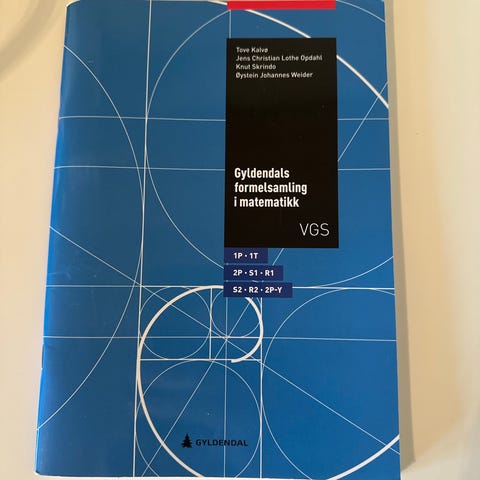 Tove Kalvø
Jens Christian Lothe Opdahl
Knut Skrindo
Øystein Johannes Weider
Gyldendals
formelsamling
i matematikk
VGS
1P · 1T
2P · S1 · R1
S2 · R2 · 2P-Y
GYLDENDAL